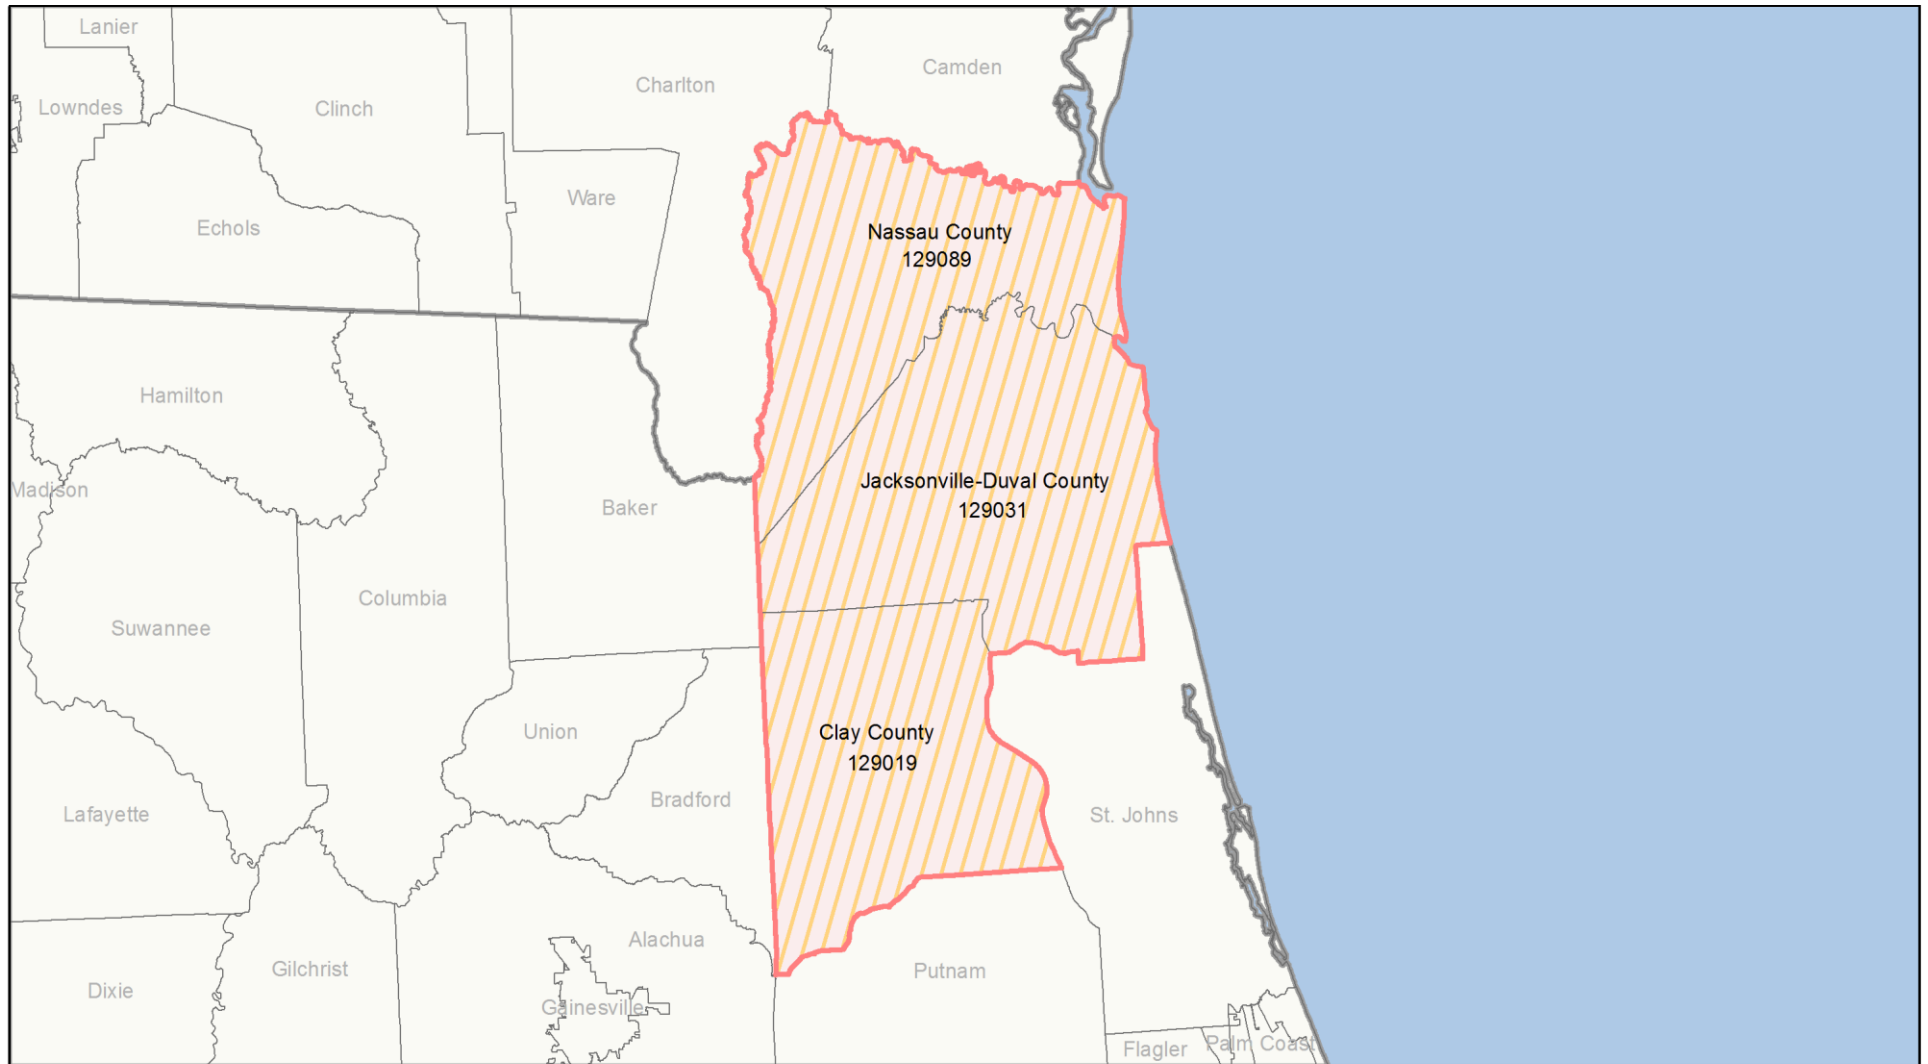 Lanier
Camden
Charlton
Lowndes
Clinch
Ware
Echols
Nassau County
129089
Hamilton
Jacksonville-Duval County
129031
Madison
Baker
Columbia
Suwannee
Union
Clay County
129019
Bradford
Lafayette
St. Johns
Alachua
Gilchrist
Putnam
Dixie
Gainesville
Flagler
Palm Coast